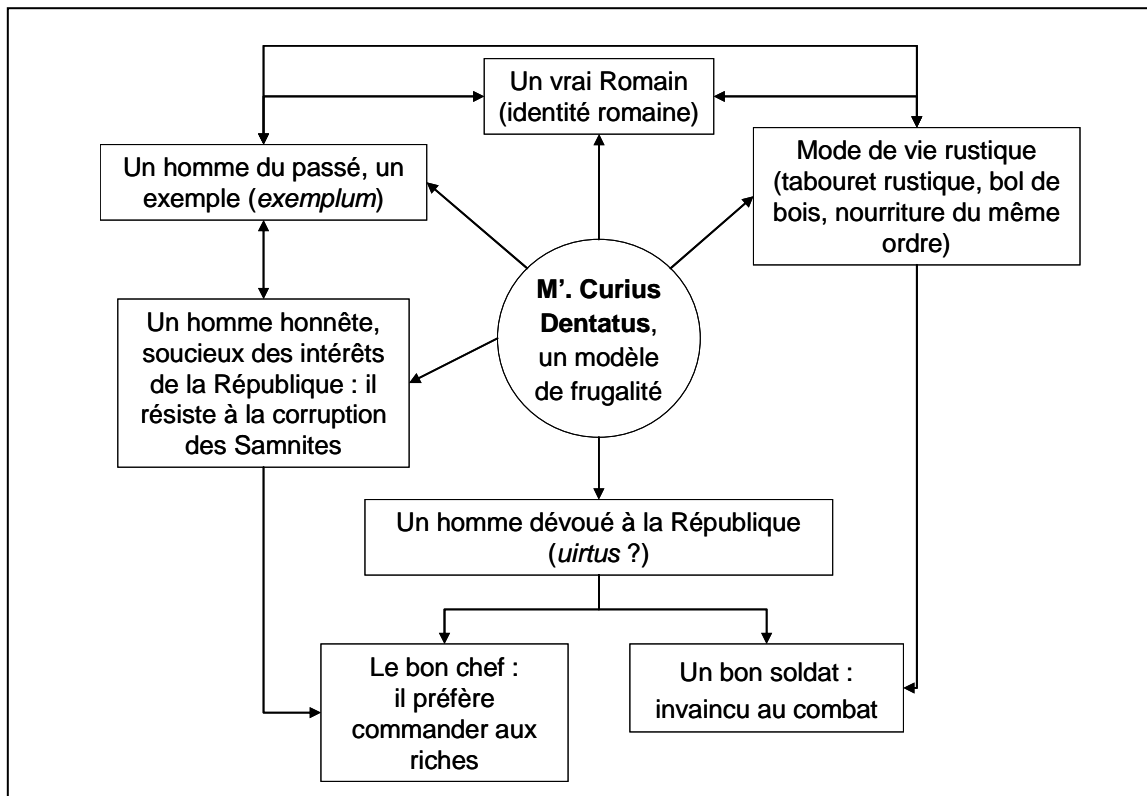 Un vrai Romain
(identité romaine)
Un homme du passé, un
exemple (exemplum)
Mode de vie rustique
(tabouret rustique, bol de
bois, nourriture du même
ordre)
M’. Curius
Dentatus,
un modèle
de frugalité
Un homme honnête,
soucieux des intérêts
de la République : il
résiste à la corruption
des Samnites
Un homme dévoué à la République
(uirtus ?)
Le bon chef :
il préfère
commander aux
riches
Un bon soldat :
invaincu au combat